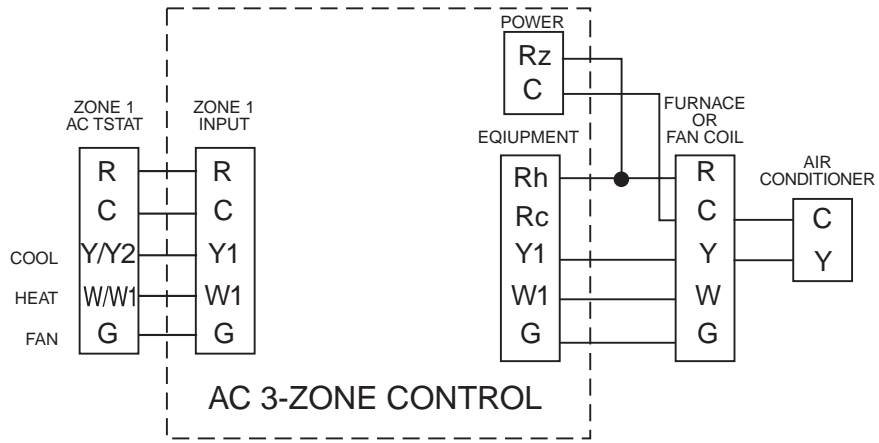 POWER
Rz
C
ZONE 1
AC TSTAT
R
C
Y/Y2
W/W1
G
COOL
HEAT
FAN
ZONE 1
INPUT
R
C
Y1
W1
G
EQIUPMENT
Rh
Rc
Y1
W1
G
FURNACE
OR
FAN COIL
R
C
Y
W
G
AIR
CONDITIONER
C
Y
AC 3-ZONE CONTROL